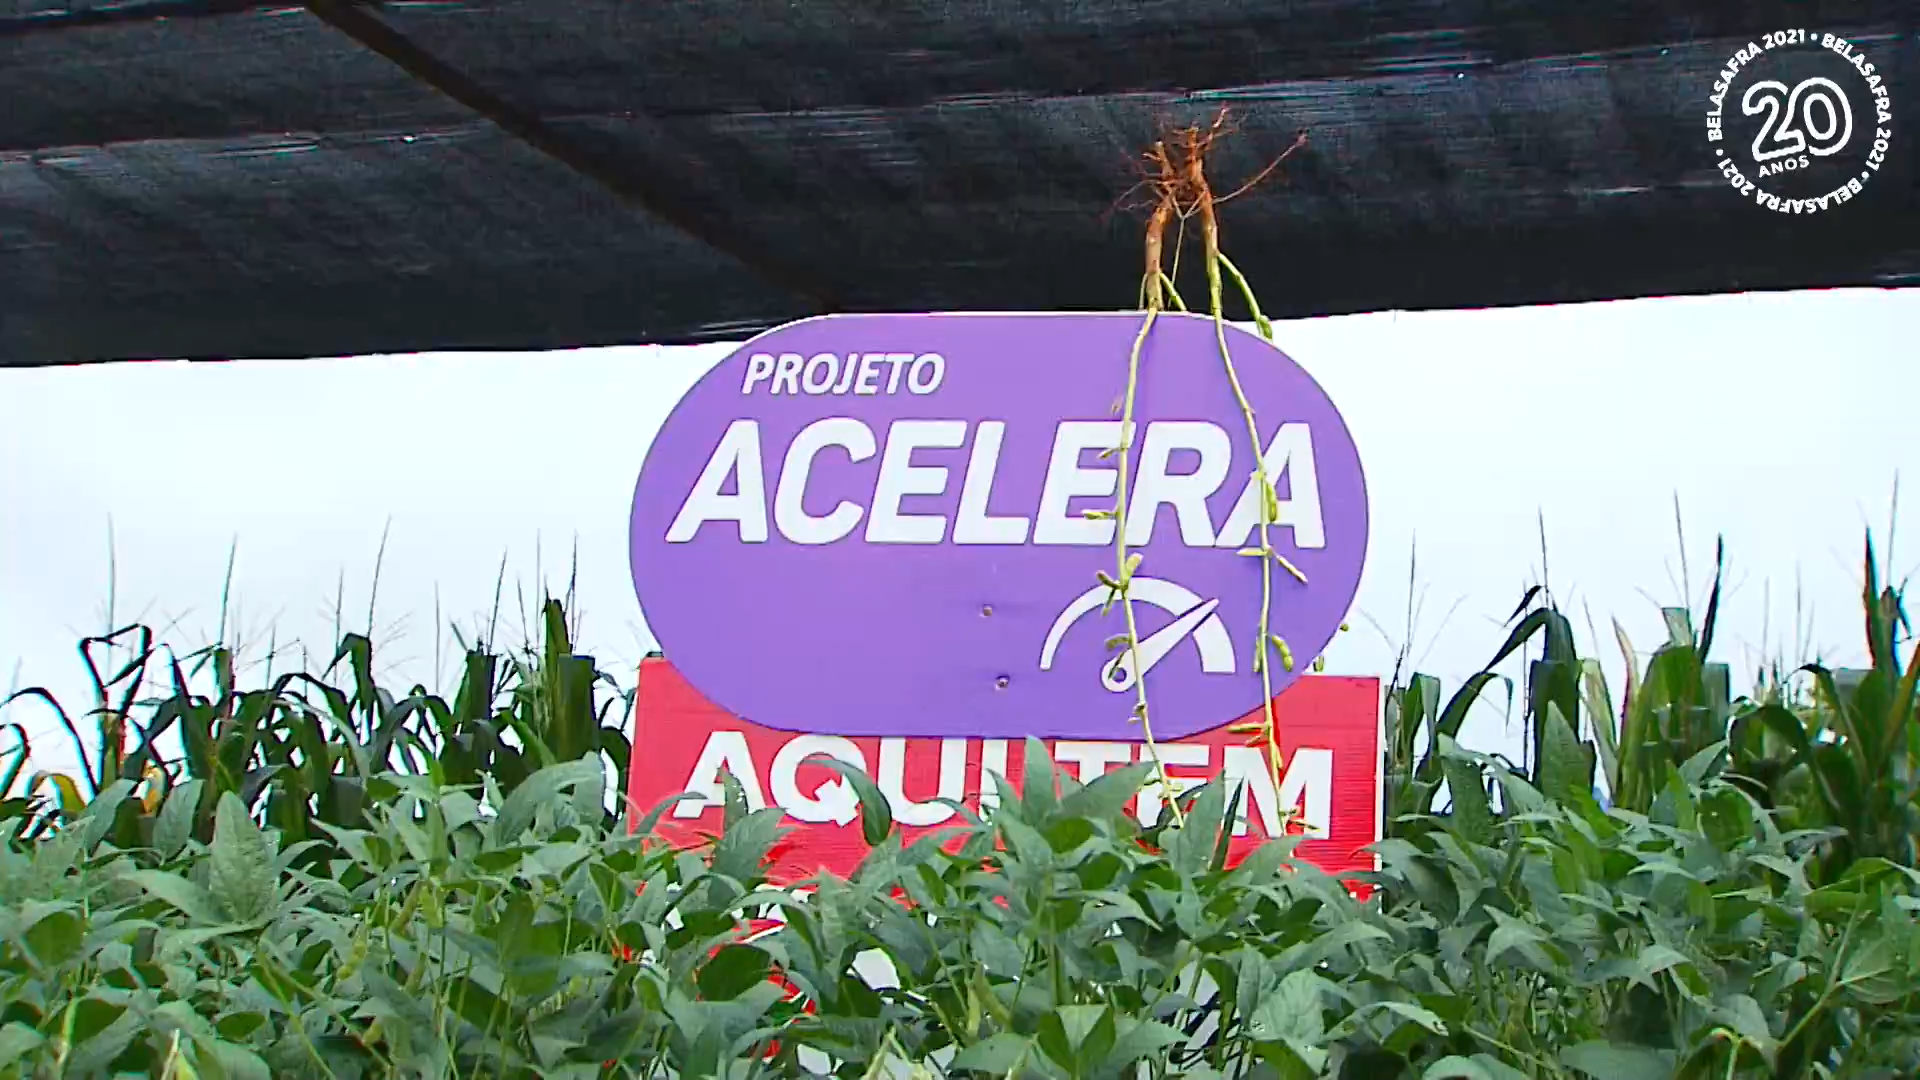 BELASAFRA 2021 • BELASAFRA 2021 • BELASAFRA 2021 •
20
ANOS
PROJETO
ACELERA
AQUI TEM